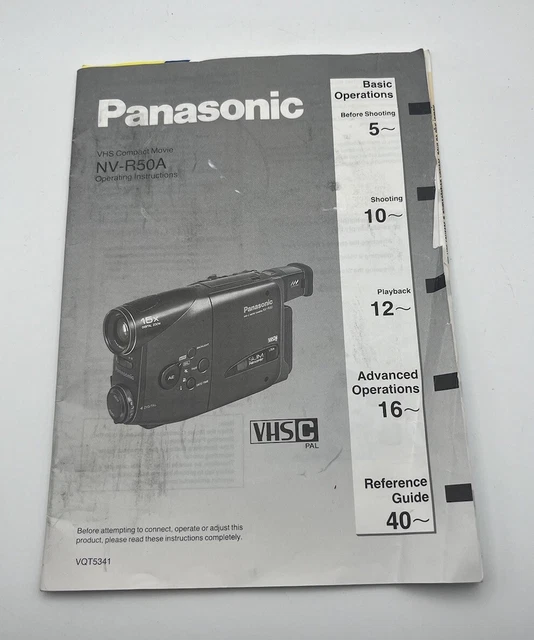 Panasonic
VHS Compact Movie
NV-R50A
Operating Instructions
Basic
Operations
Before Shooting
5~
Shooting
10~
Playback
12~
Advanced
Operations
16~
Reference
Guide
40~
15x
DIGITAL ZOOM
Panasonic
VHSC
PAL
Before attempting to connect, operate or adjust this
product, please read these instructions completely.
VQT5341